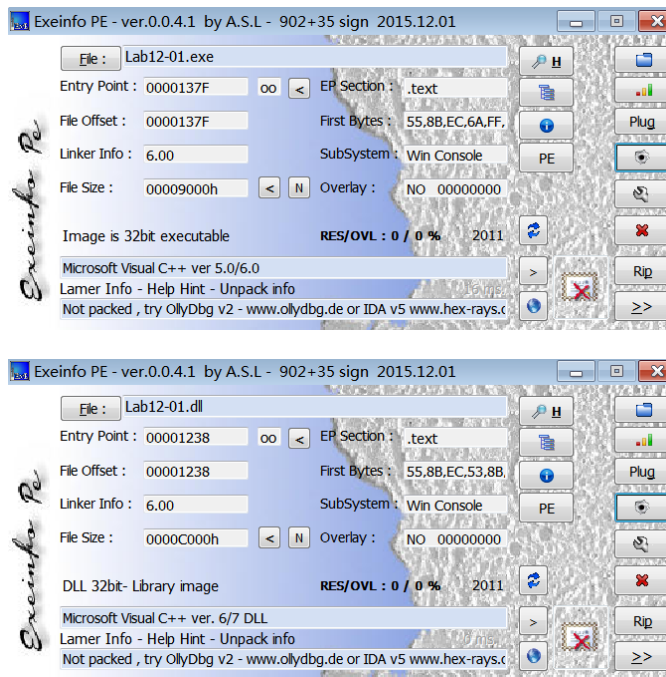 Exeinfo PE - ver.0.0.4.1 by A.S.L - 902+35 sign 2015.12.01
File : Lab12-01.exe H
Entry Point : 0000137F oo < EP Section : .text
File Offset : 0000137F First Bytes : 55,8B,EC,6A,FF, Plug
Linker Info : 6.00 SubSystem : Win Console PE
File Size : 00009000h < N Overlay : NO 00000000
Image is 32bit executable RES/OVL : 0 / 0 % 2011
Microsoft Visual C++ ver 5.0/6.0 > Rip
Lamer Info - Help Hint - Unpack info 16 ms.
Not packed , try OllyDbg v2 - www.ollydbg.de or IDA v5 www.hex-rays.c >>
Exeinfo Pe
Exeinfo PE - ver.0.0.4.1 by A.S.L - 902+35 sign 2015.12.01
File : Lab12-01.dll H
Entry Point : 00001238 oo < EP Section : .text
File Offset : 00001238 First Bytes : 55,8B,EC,53,8B, Plug
Linker Info : 6.00 SubSystem : Win Console PE
File Size : 0000C000h < N Overlay : NO 00000000
DLL 32bit- Library image RES/OVL : 0 / 0 % 2011
Microsoft Visual C++ ver. 6/7 DLL > Rip
Lamer Info - Help Hint - Unpack info ms.
Not packed , try OllyDbg v2 - www.ollydbg.de or IDA v5 www.hex-rays.c >>
Exeinfo Pe